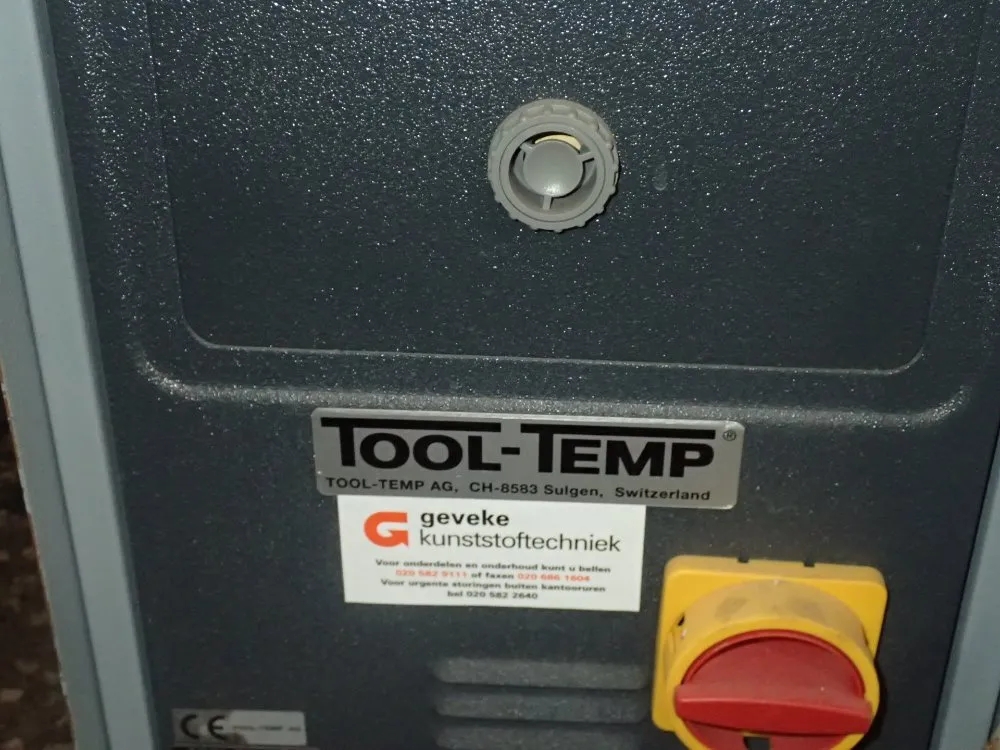 TOOL-TEMP®
TOOL-TEMP AG, CH-8583 Sulgen, Switzerland
G geveke
kunststoftechniek
Voor onderdelen en onderhoud kunt u bellen
020 582 9111 of faxen 020 686 1604
Voor urgente storingen buiten kantooruren
bel 020 582 2640
CE